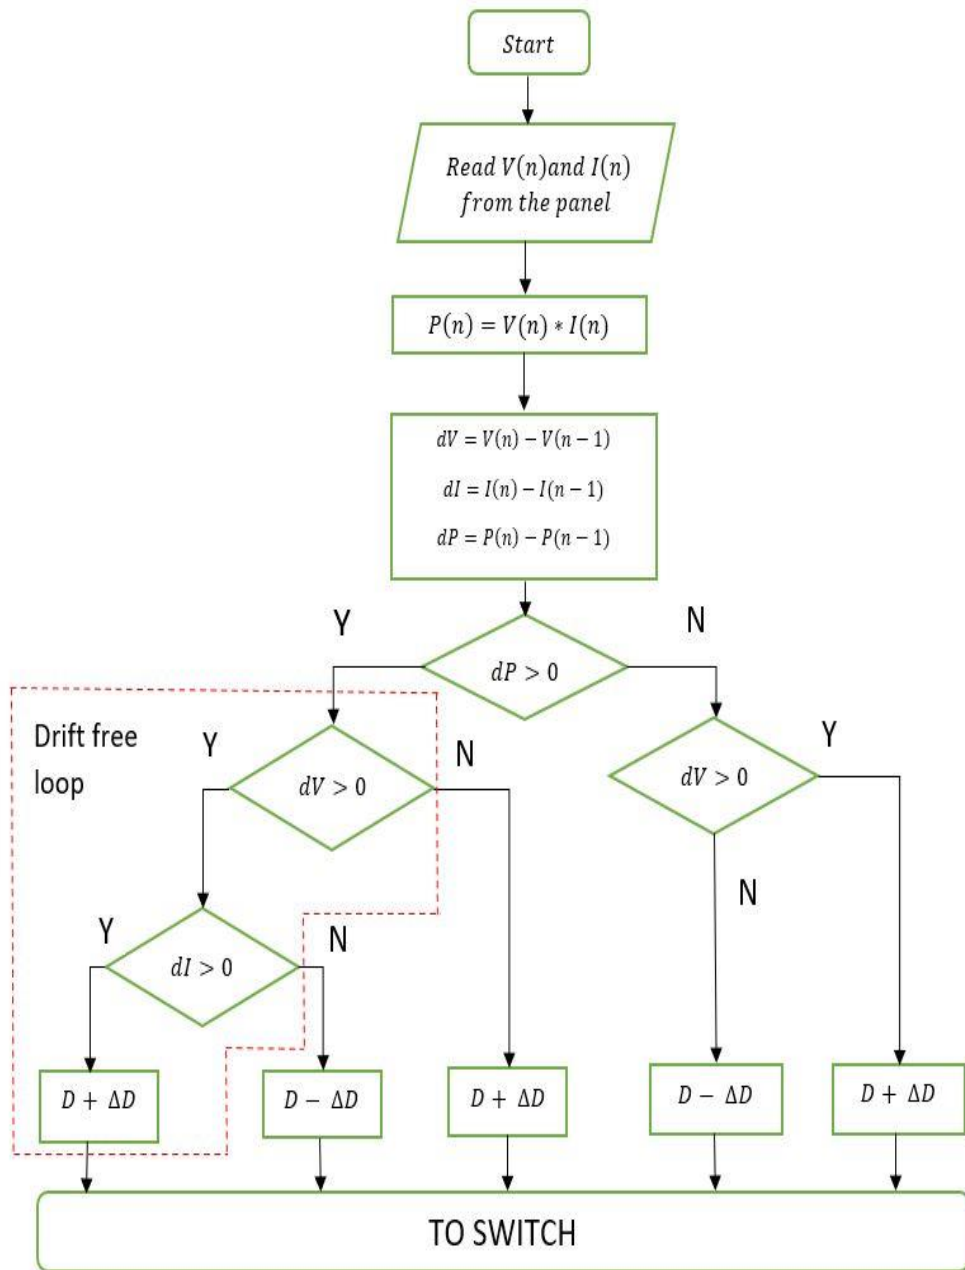 Start
Read V(n)and I(n)
from the panel
P(n) = V(n) * I(n)
dV = V(n) − V(n − 1)
dI = I(n) − I(n − 1)
dP = P(n) − P(n − 1)
Y
N
dP > 0
Drift free
loop
Y
dV > 0
N
dV > 0
Y
Y
dI > 0
N
N
D + ΔD
D − ΔD
D + ΔD
D − ΔD
D + ΔD
TO SWITCH